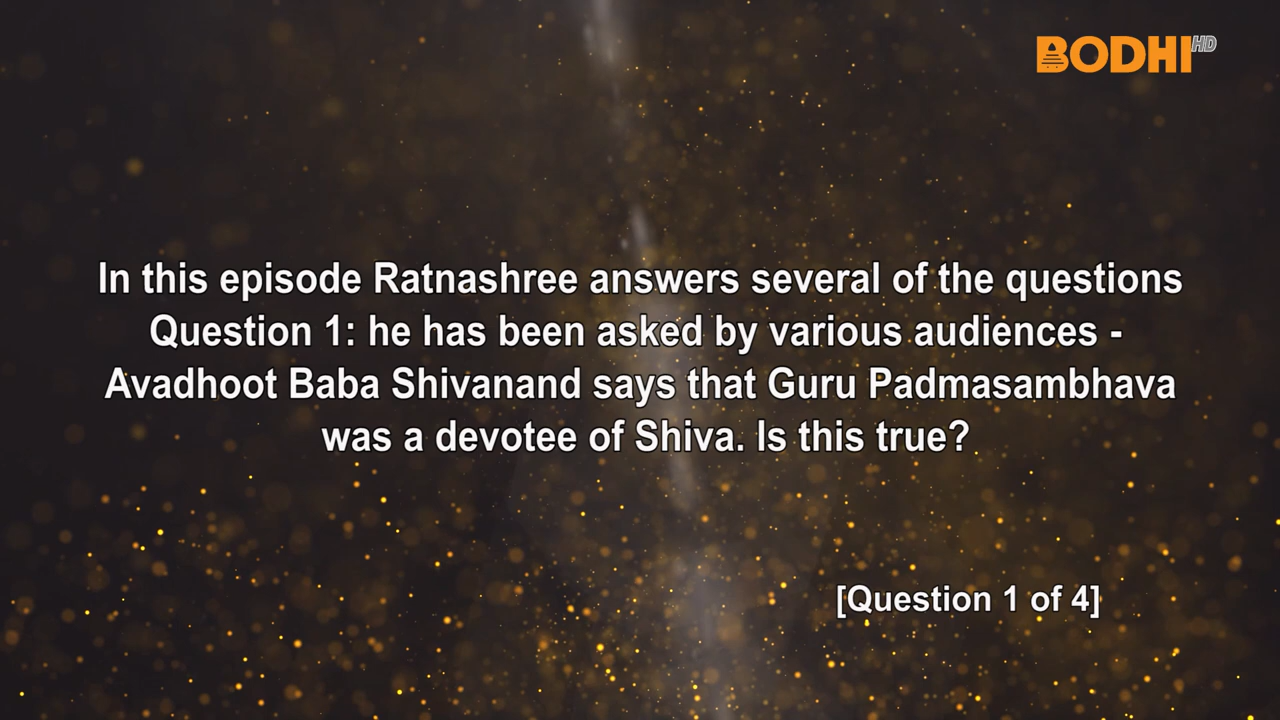 BODHI HD
In this episode Ratnashree answers several of the questions
Question 1: he has been asked by various audiences -
Avadhoot Baba Shivanand says that Guru Padmasambhava
was a devotee of Shiva. Is this true?
[Question 1 of 4]